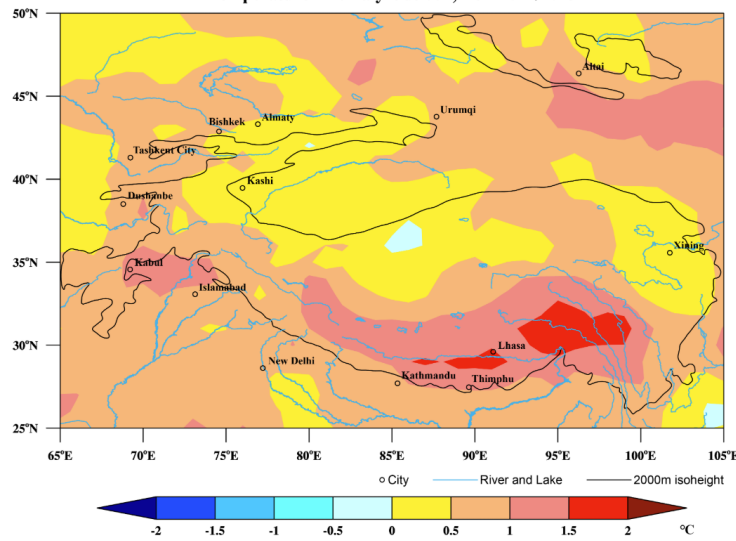 50°N
45°N
40°N
35°N
30°N
25°N
Altai
Urumqi
Almaty
Bishkek
Tashkent City
Kashi
Dushanbe
Xining
Kabul
Islamabad
Lhasa
New Delhi
Kathmandu
Thimphu
65°E 70°E 75°E 80°E 85°E 90°E 95°E 100°E 105°E
City River and Lake 2000m isoheight
-2 -1.5 -1 -0.5 0 0.5 1 1.5 2 °C